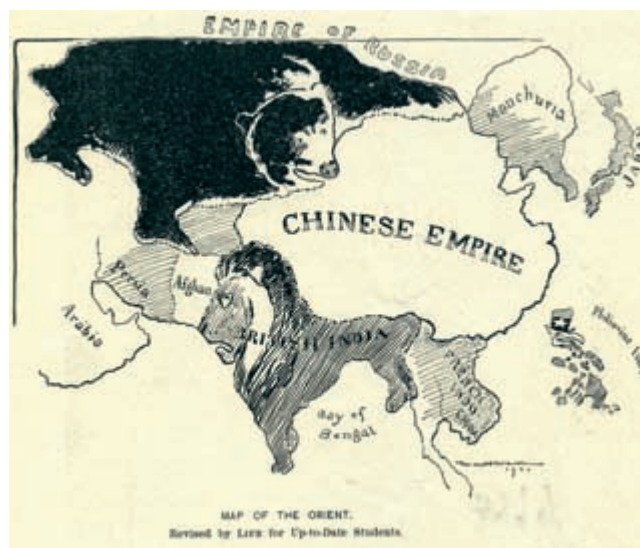 EMPIRE OF RUSSIA
Manchuria
JAPAN
CHINESE EMPIRE
Persia
Afghan
Arabia
BRITISH INDIA
Bay of
Bengal
FRENCH
MAP OF THE ORIENT.
Revised by LIFE for Up-to-Date Students.